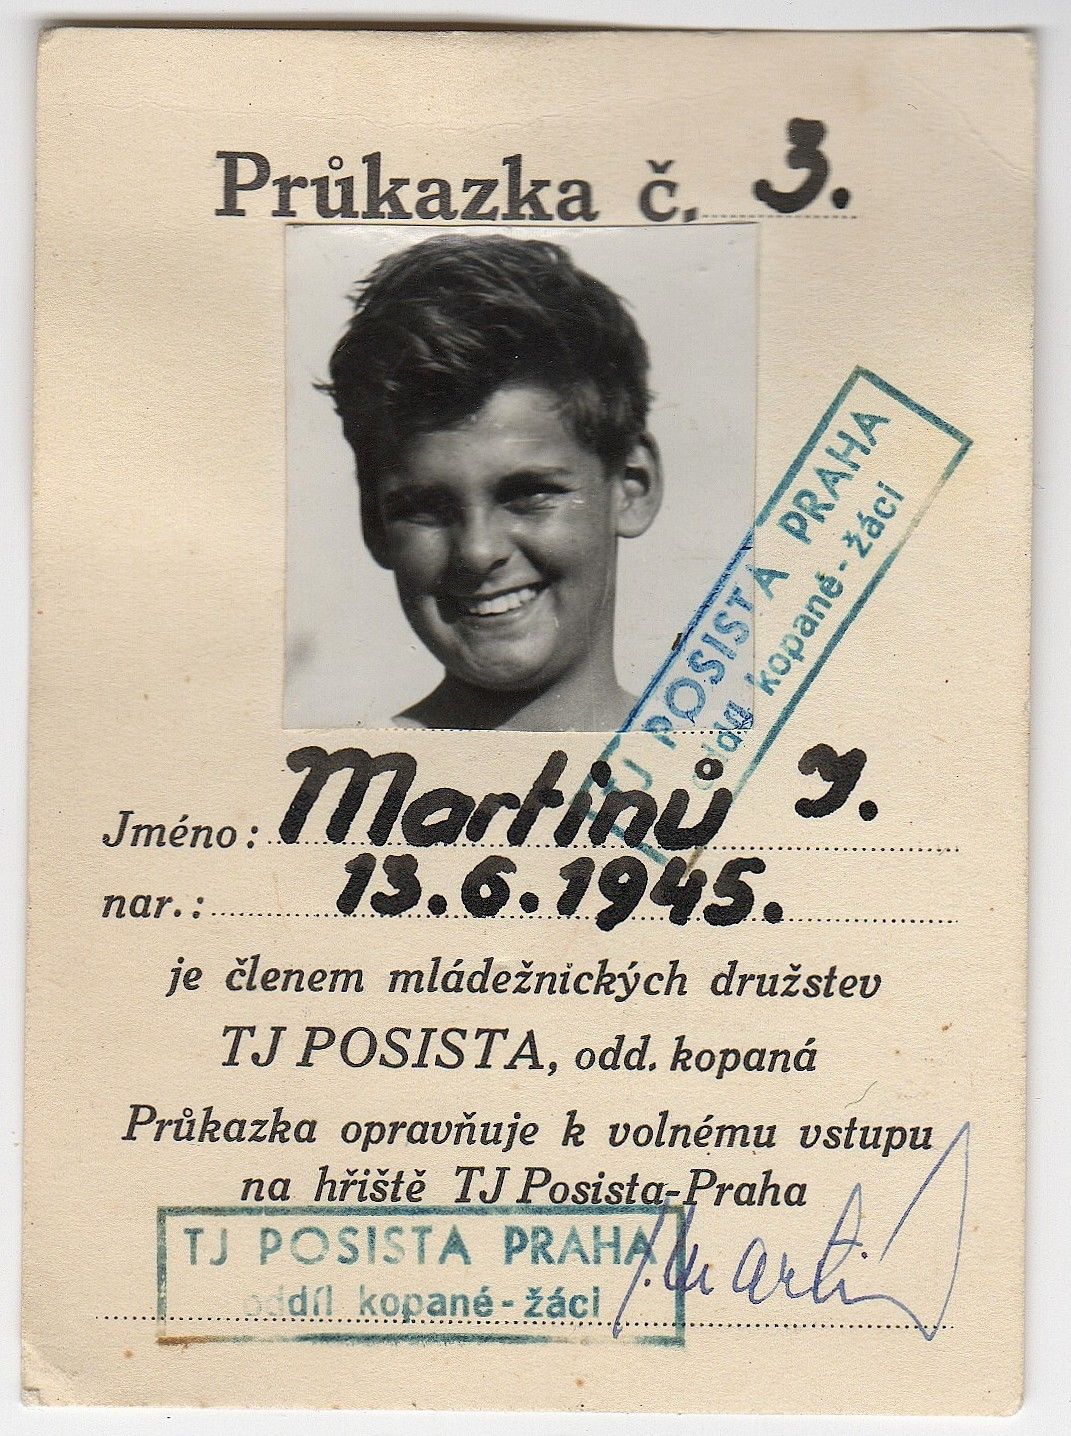 Průkazka č. 3.
TJ POSISTA PRAHA
oddíl kopané-žáci
Jméno: Martinů J.
nar.: 13.6.1945.
je členem mládežnických družstev
TJ POSISTA, odd. kopaná
Průkazka opravňuje k volnému vstupu
na hřiště TJ Posista-Praha
TJ POSISTA PRAHA
oddíl kopané-žáci